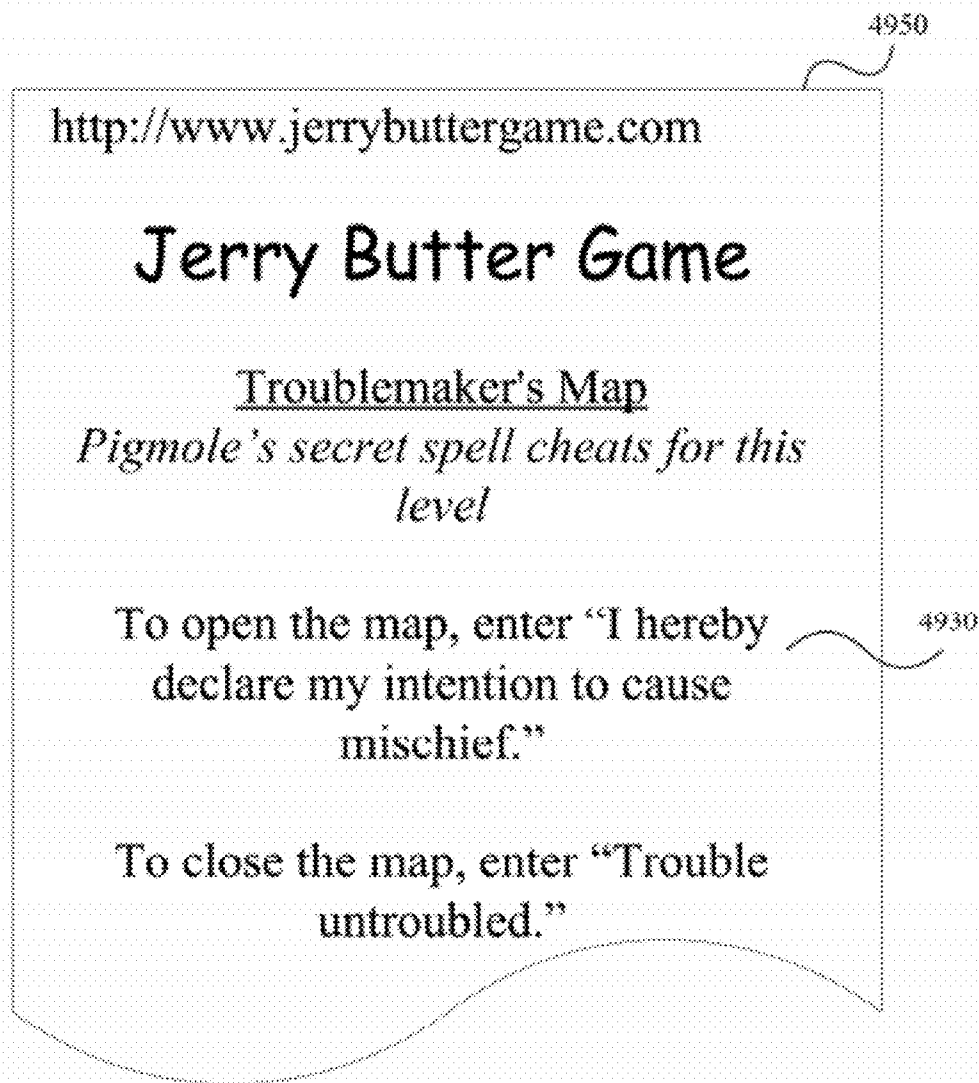 4950
http://www.jerrybuttergame.com
Jerry Butter Game
Troublemaker's Map
Pigmole's secret spell cheats for this
level
To open the map, enter “I hereby
4930
declare my intention to cause
mischief.”
To close the map, enter “Trouble
untroubled.”